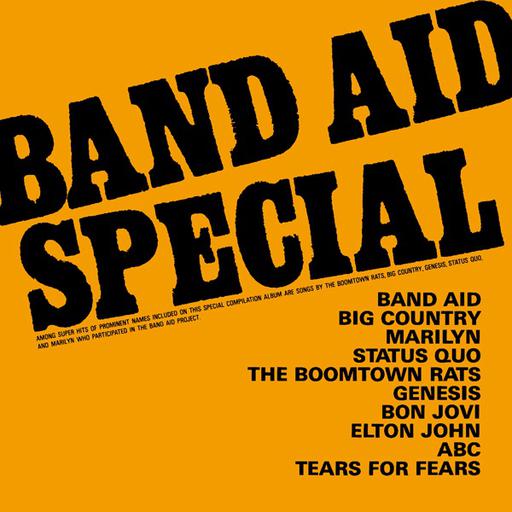 BAND AID
SPECIAL
AMONG SUPER HITS OF PROMINENT NAMES INCLUDED ON THIS SPECIAL COMPILATION ALBUM ARE SONGS BY THE BOOMTOWN RATS, BIG COUNTRY, GENESIS, STATUS QUO,
AND MARILYN WHO PARTICIPATED IN THE BAND AID PROJECT.
BAND AID
BIG COUNTRY
MARILYN
STATUS QUO
THE BOOMTOWN RATS
GENESIS
BON JOVI
ELTON JOHN
ABC
TEARS FOR FEARS